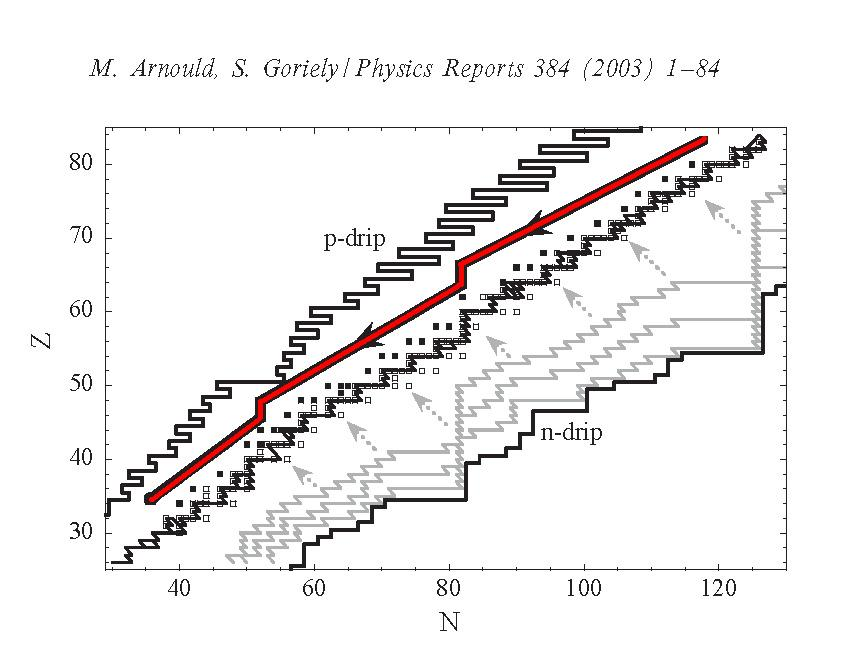 M. Arnould, S. Goriely / Physics Reports 384 (2003) 1–84
80
70
60
50
40
30
Z
p-drip
n-drip
40 60 80 100 120
N